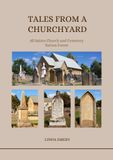 TALES FROM A
CHURCHYARD
All Saints Church and Cemetery
Sutton Forest
LINDA EMERY